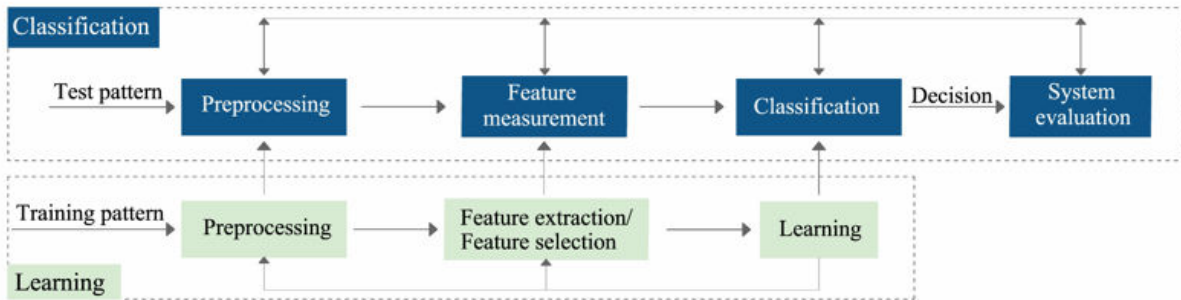 Classification
Test pattern
Preprocessing
Feature
measurement
Classification
Decision
System
evaluation
Training pattern
Preprocessing
Feature extraction/
Feature selection
Learning
Learning